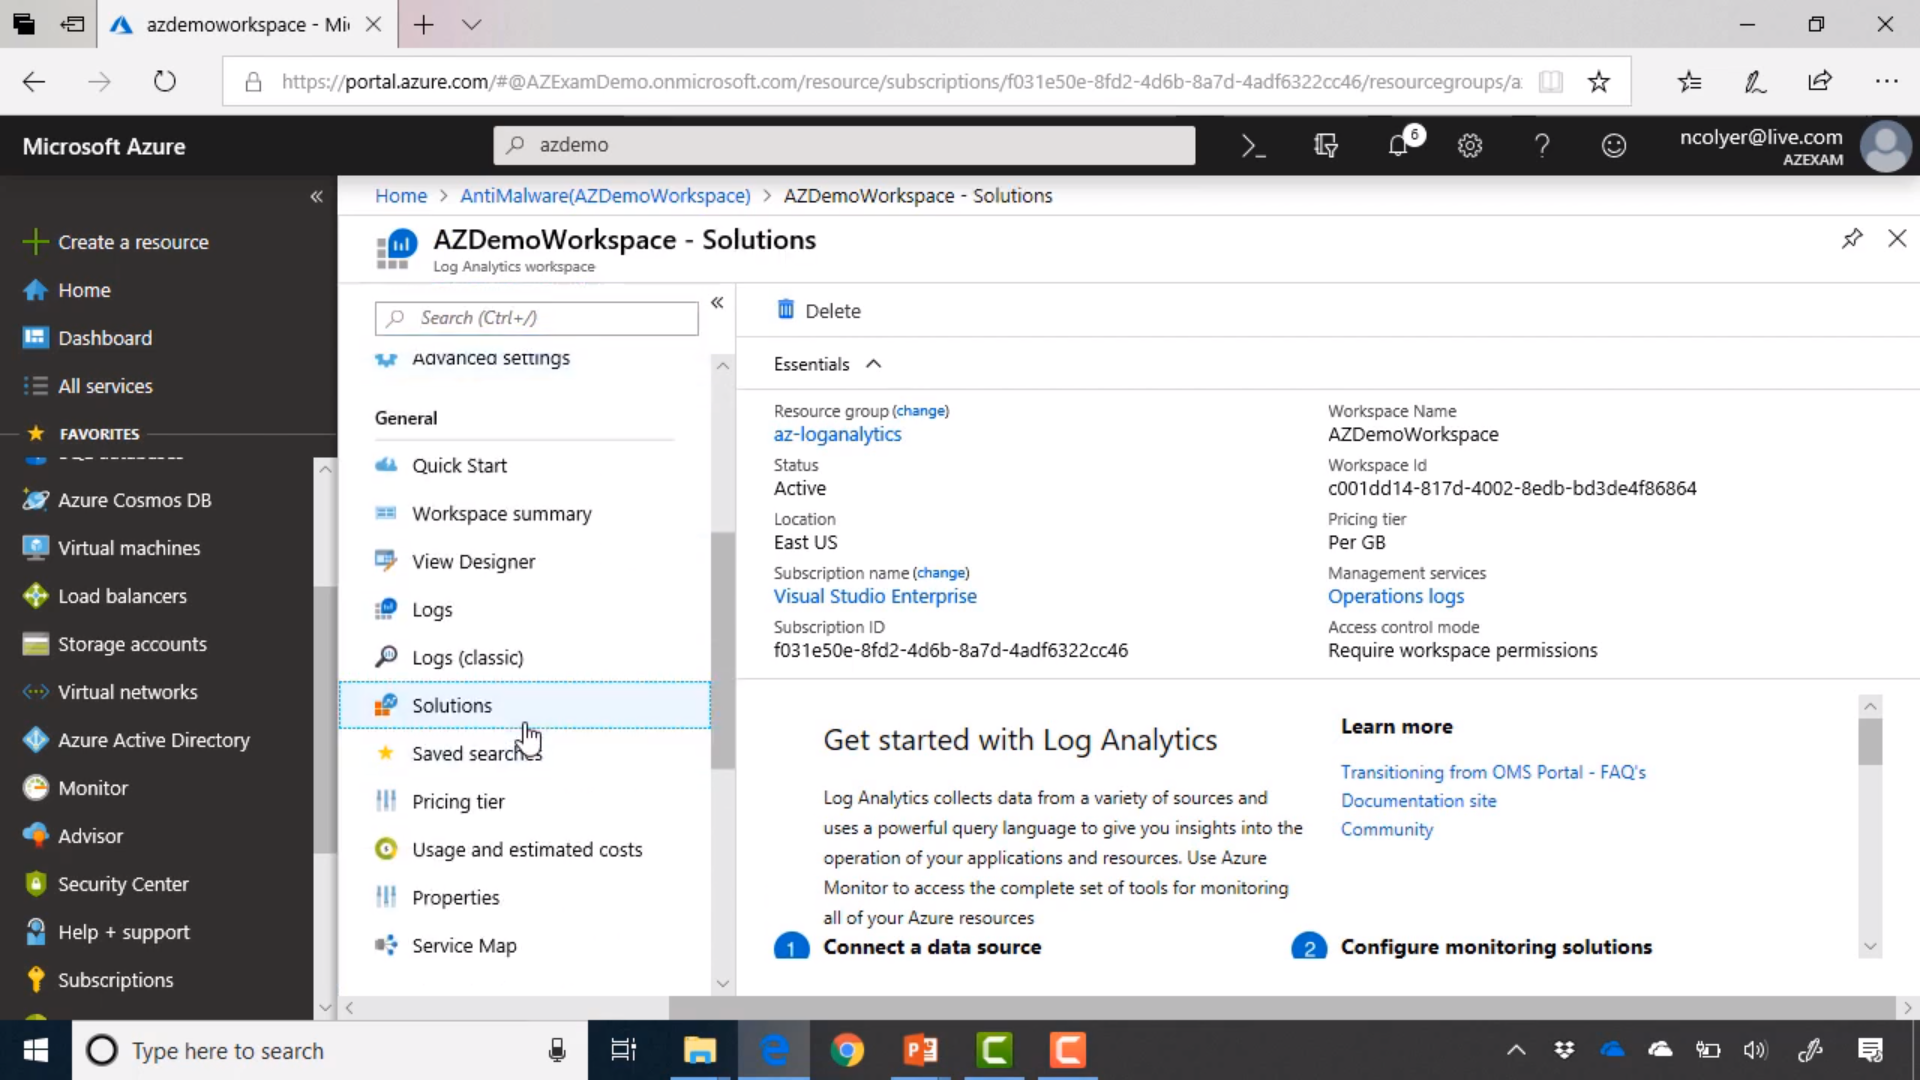 azdemoworkspace - Mi
https://portal.azure.com/#@AZExamDemo.onmicrosoft.com/resource/subscriptions/f031e50e-8fd2-4d6b-8a7d-4adf6322cc46/resourcegroups/a
Microsoft Azure
azdemo
6
ncolyer@live.com
AZEXAM
Create a resource
Home
Dashboard
All services
FAVORITES
Azure Cosmos DB
Virtual machines
Load balancers
Storage accounts
Virtual networks
Azure Active Directory
Monitor
Advisor
Security Center
Help + support
Subscriptions
Home > AntiMalware(AZDemoWorkspace) > AZDemoWorkspace - Solutions
AZDemoWorkspace - Solutions
Log Analytics workspace
Search (Ctrl+/)
Advanced settings
General
Quick Start
Workspace summary
View Designer
Logs
Logs (classic)
Solutions
Saved searches
Pricing tier
Usage and estimated costs
Properties
Service Map
Delete
Essentials
Resource group (change)
az-loganalytics
Status
Active
Location
East US
Subscription name (change)
Visual Studio Enterprise
Subscription ID
f031e50e-8fd2-4d6b-8a7d-4adf6322cc46
Workspace Name
AZDemoWorkspace
Workspace Id
c001dd14-817d-4002-8edb-bd3de4f86864
Pricing tier
Per GB
Management services
Operations logs
Access control mode
Require workspace permissions
Get started with Log Analytics
Log Analytics collects data from a variety of sources and
uses a powerful query language to give you insights into the
operation of your applications and resources. Use Azure
Monitor to access the complete set of tools for monitoring
all of your Azure resources
1 Connect a data source
Learn more
Transitioning from OMS Portal - FAQ's
Documentation site
Community
2 Configure monitoring solutions
Type here to search